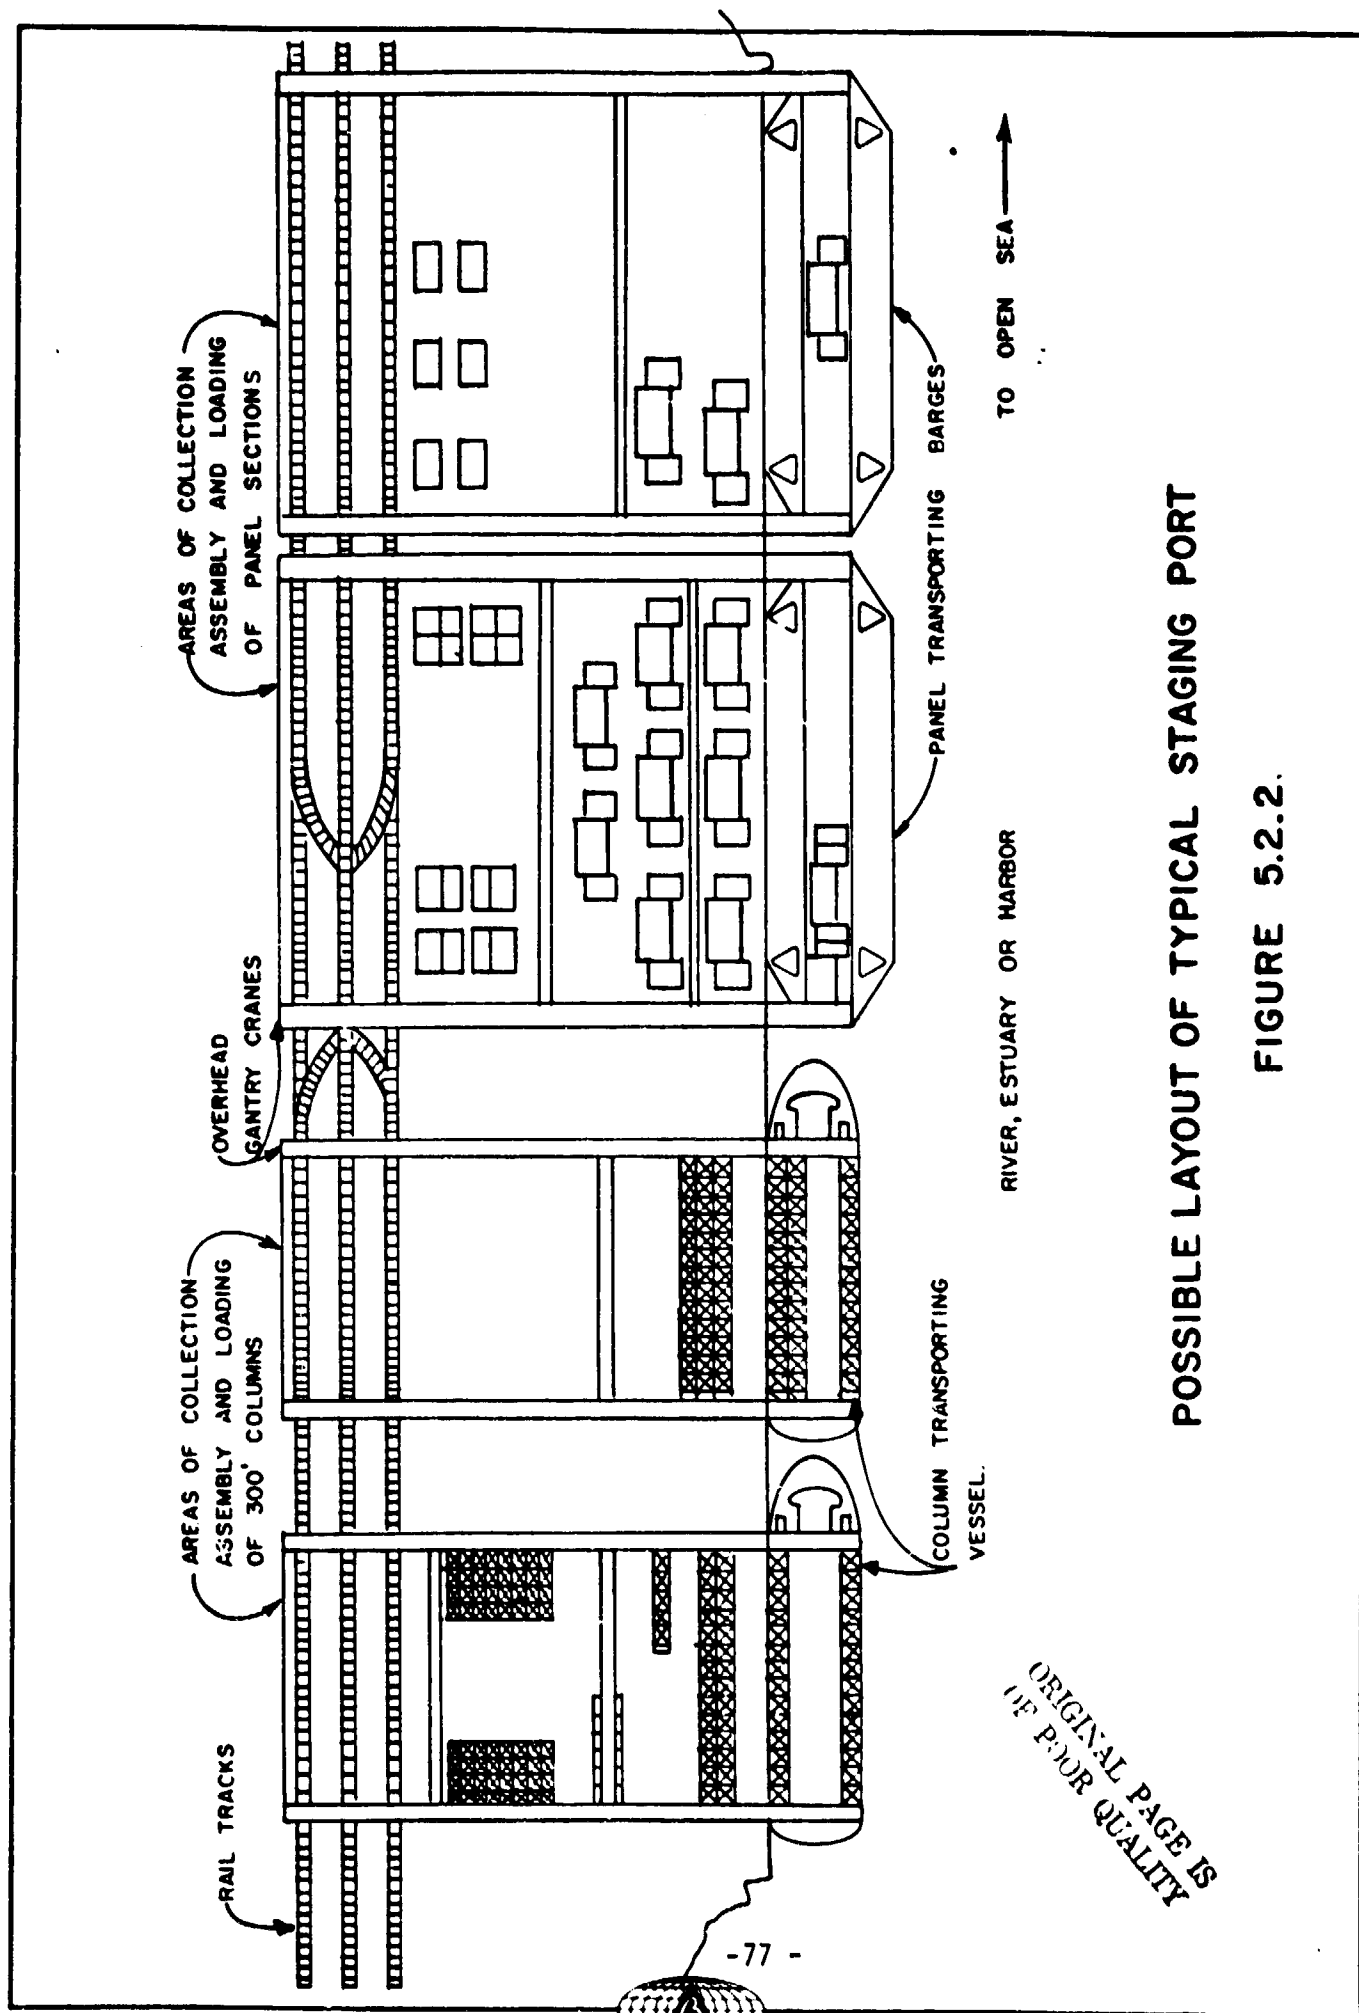 RAIL TRACKS
AREAS OF COLLECTION
ASSEMBLY AND LOADING
OF 300' COLUMNS
OVERHEAD
GANTRY CRANES
AREAS OF COLLECTION
ASSEMBLY AND LOADING
OF PANEL SECTIONS
COLUMN TRANSPORTING
VESSEL.
PANEL TRANSPORTING BARGES
RIVER, ESTUARY OR HARBOR
TO OPEN SEA
POSSIBLE LAYOUT OF TYPICAL STAGING PORT
FIGURE 5.2.2.
ORIGINAL PAGE IS
OF POOR QUALITY
-77 -